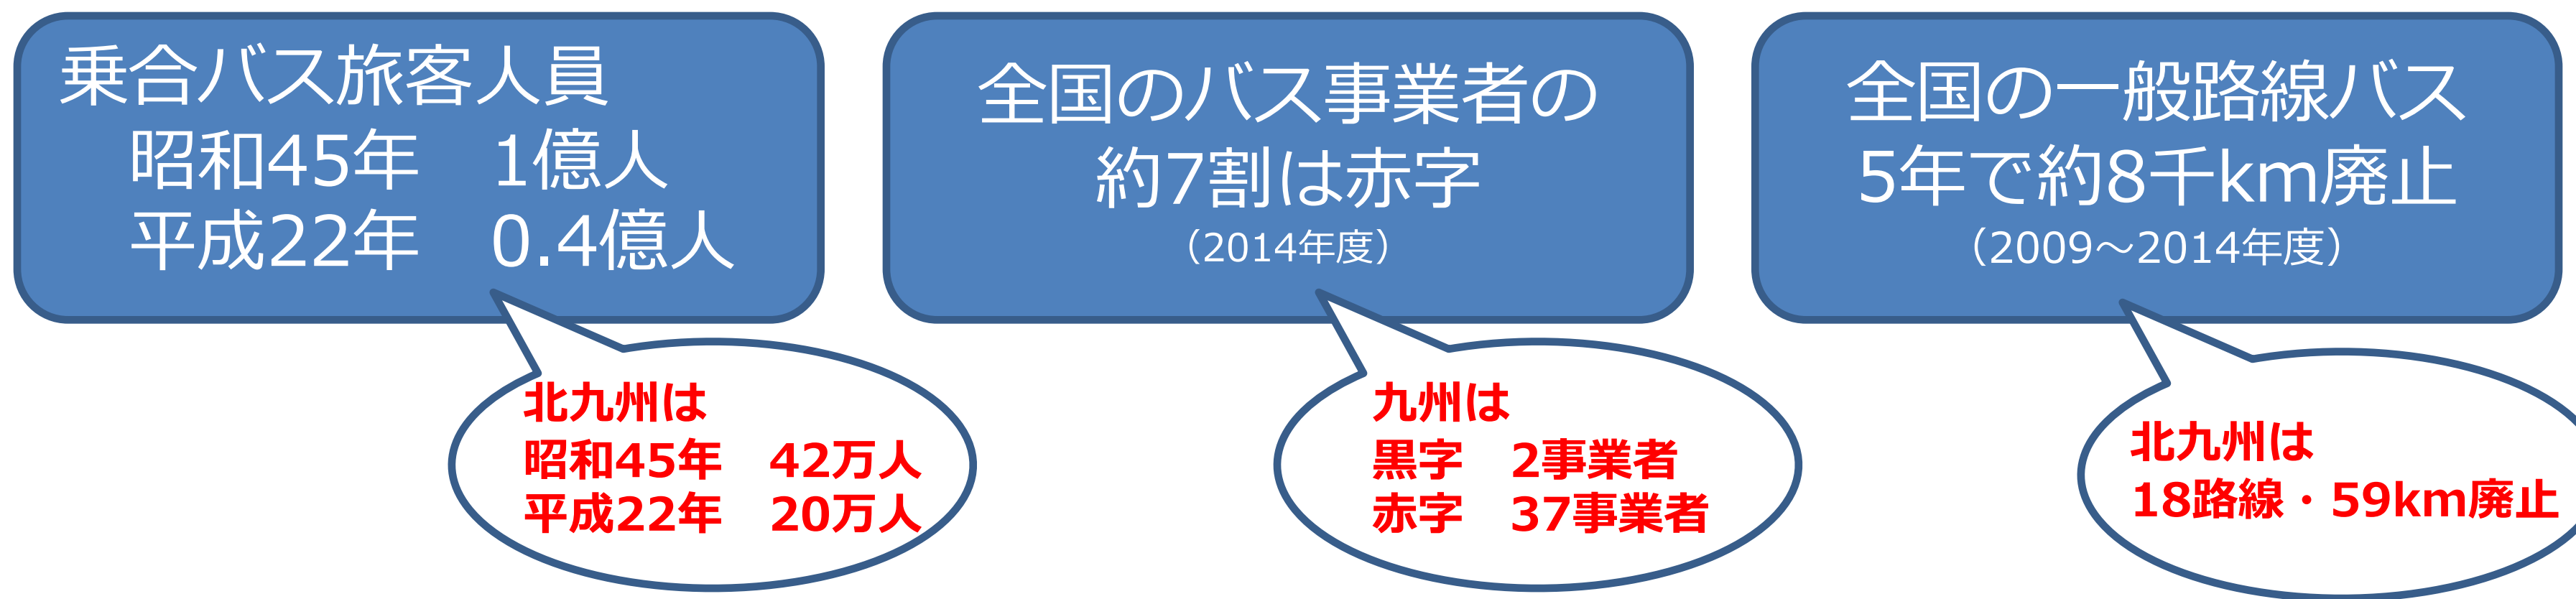 乗合バス旅客人員
昭和45年　1億人
平成22年　0.4億人
全国のバス事業者の
約7割は赤字
（2014年度）
全国の一般路線バス
5年で約8千km廃止
（2009～2014年度）
北九州は
昭和45年　42万人
平成22年　20万人
九州は
黒字　2事業者
赤字　37事業者
北九州は
18路線・59km廃止